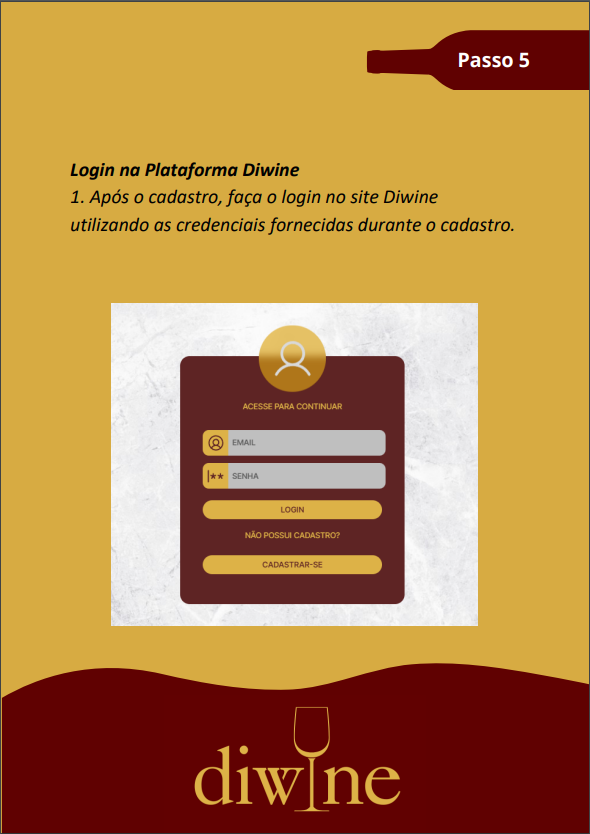 Passo 5
Login na Plataforma Diwine
1. Após o cadastro, faça o login no site Diwine
utilizando as credenciais fornecidas durante o cadastro.
ACESSE PARA CONTINUAR
EMAIL
SENHA
LOGIN
NÃO POSSUI CADASTRO?
CADASTRAR-SE
diwine